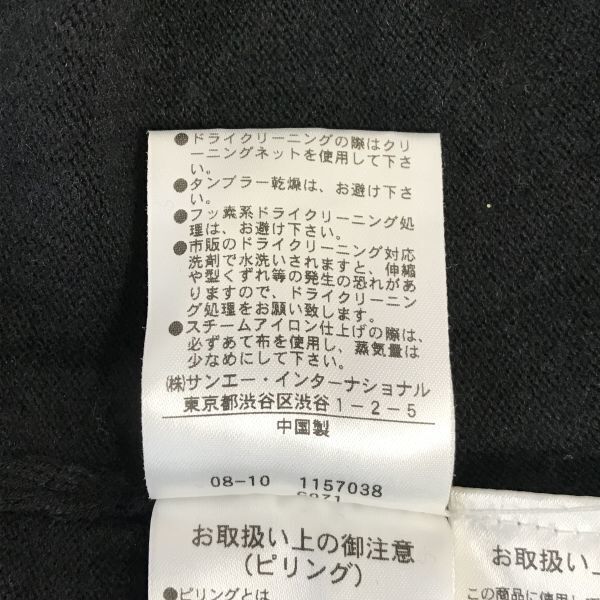 ●ドライクリーニングの際はクリ
ーニングネットを使用して下さ
い。
●タンブラー乾燥は、お避け下さ
い。
●フッ素系ドライクリーニング処
理は、お避け下さい。
●市販のドライクリーニング対応
洗剤で水洗いされますと、伸縮
や型くずれ等の発生の恐れがあ
りますので、ドライクリーニン
グ処理をお願い致します。
●スチームアイロン仕上げの際は、
必ずあて布を使用し、蒸気量は
少なめにして下さい。
㈱サンエー・インターナショナル
東京都渋谷区渋谷1-2-5
中国製
08-10 1157038
お取扱い上の御注意
(ピリング)
●ピリングとは
お取扱い上
この商品に使用して